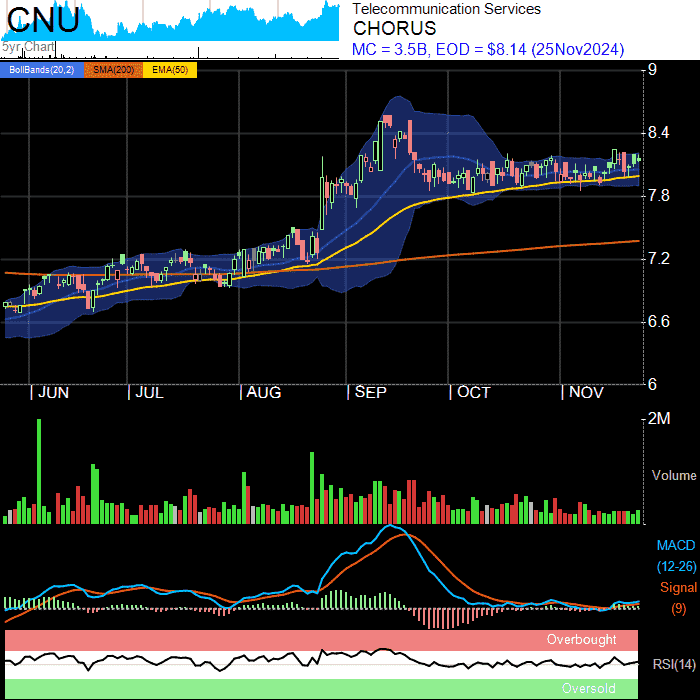 CNU
5yr Chart
Telecommunication Services
CHORUS
MC = 3.5B, EOD = $8.14 (25Nov2024)
BollBands(20,2) SMA(200) EMA(50)
9
8.4
7.8
7.2
6.6
6
JUN JUL AUG SEP OCT NOV
2M
Volume
MACD
(12-26)
Signal
(9)
Overbought
RSI(14)
Oversold